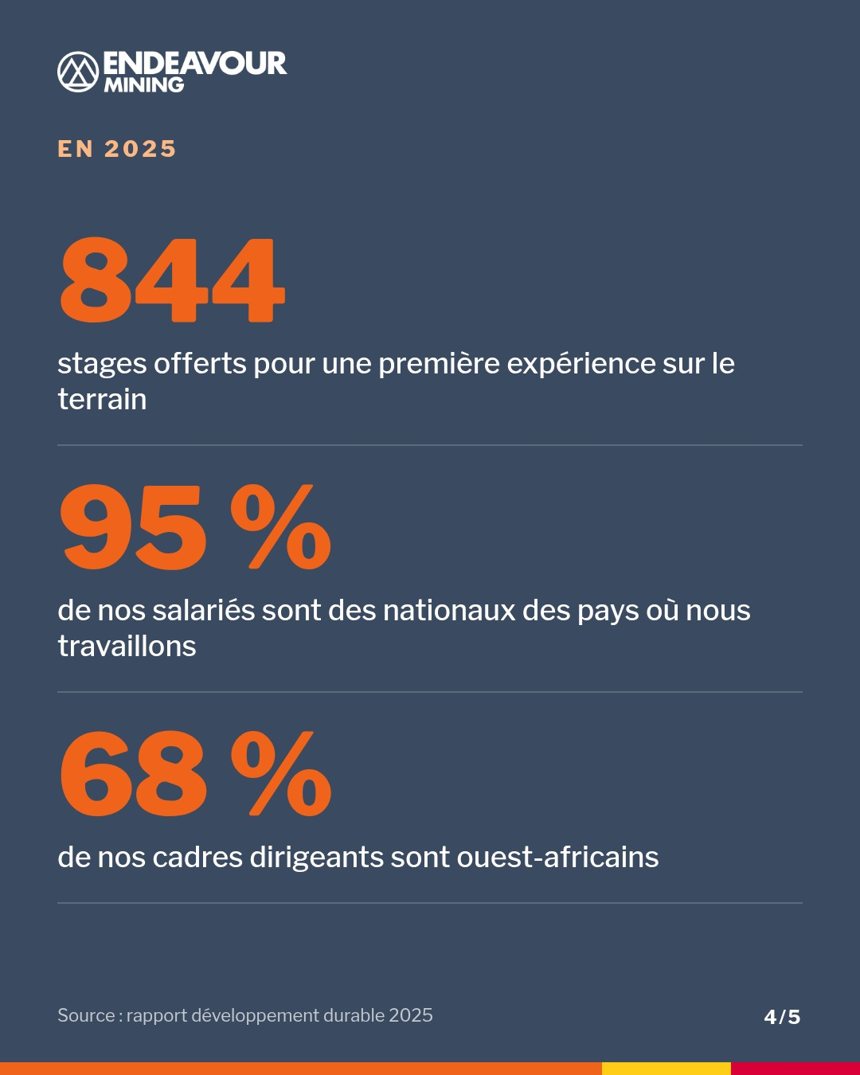 ENDEAVOUR
MINING
EN 2025
844
stages offerts pour une première expérience sur le
terrain
95 %
de nos salariés sont des nationaux des pays où nous
travaillons
68 %
de nos cadres dirigeants sont ouest-africains
Source : rapport développement durable 2025
4/5